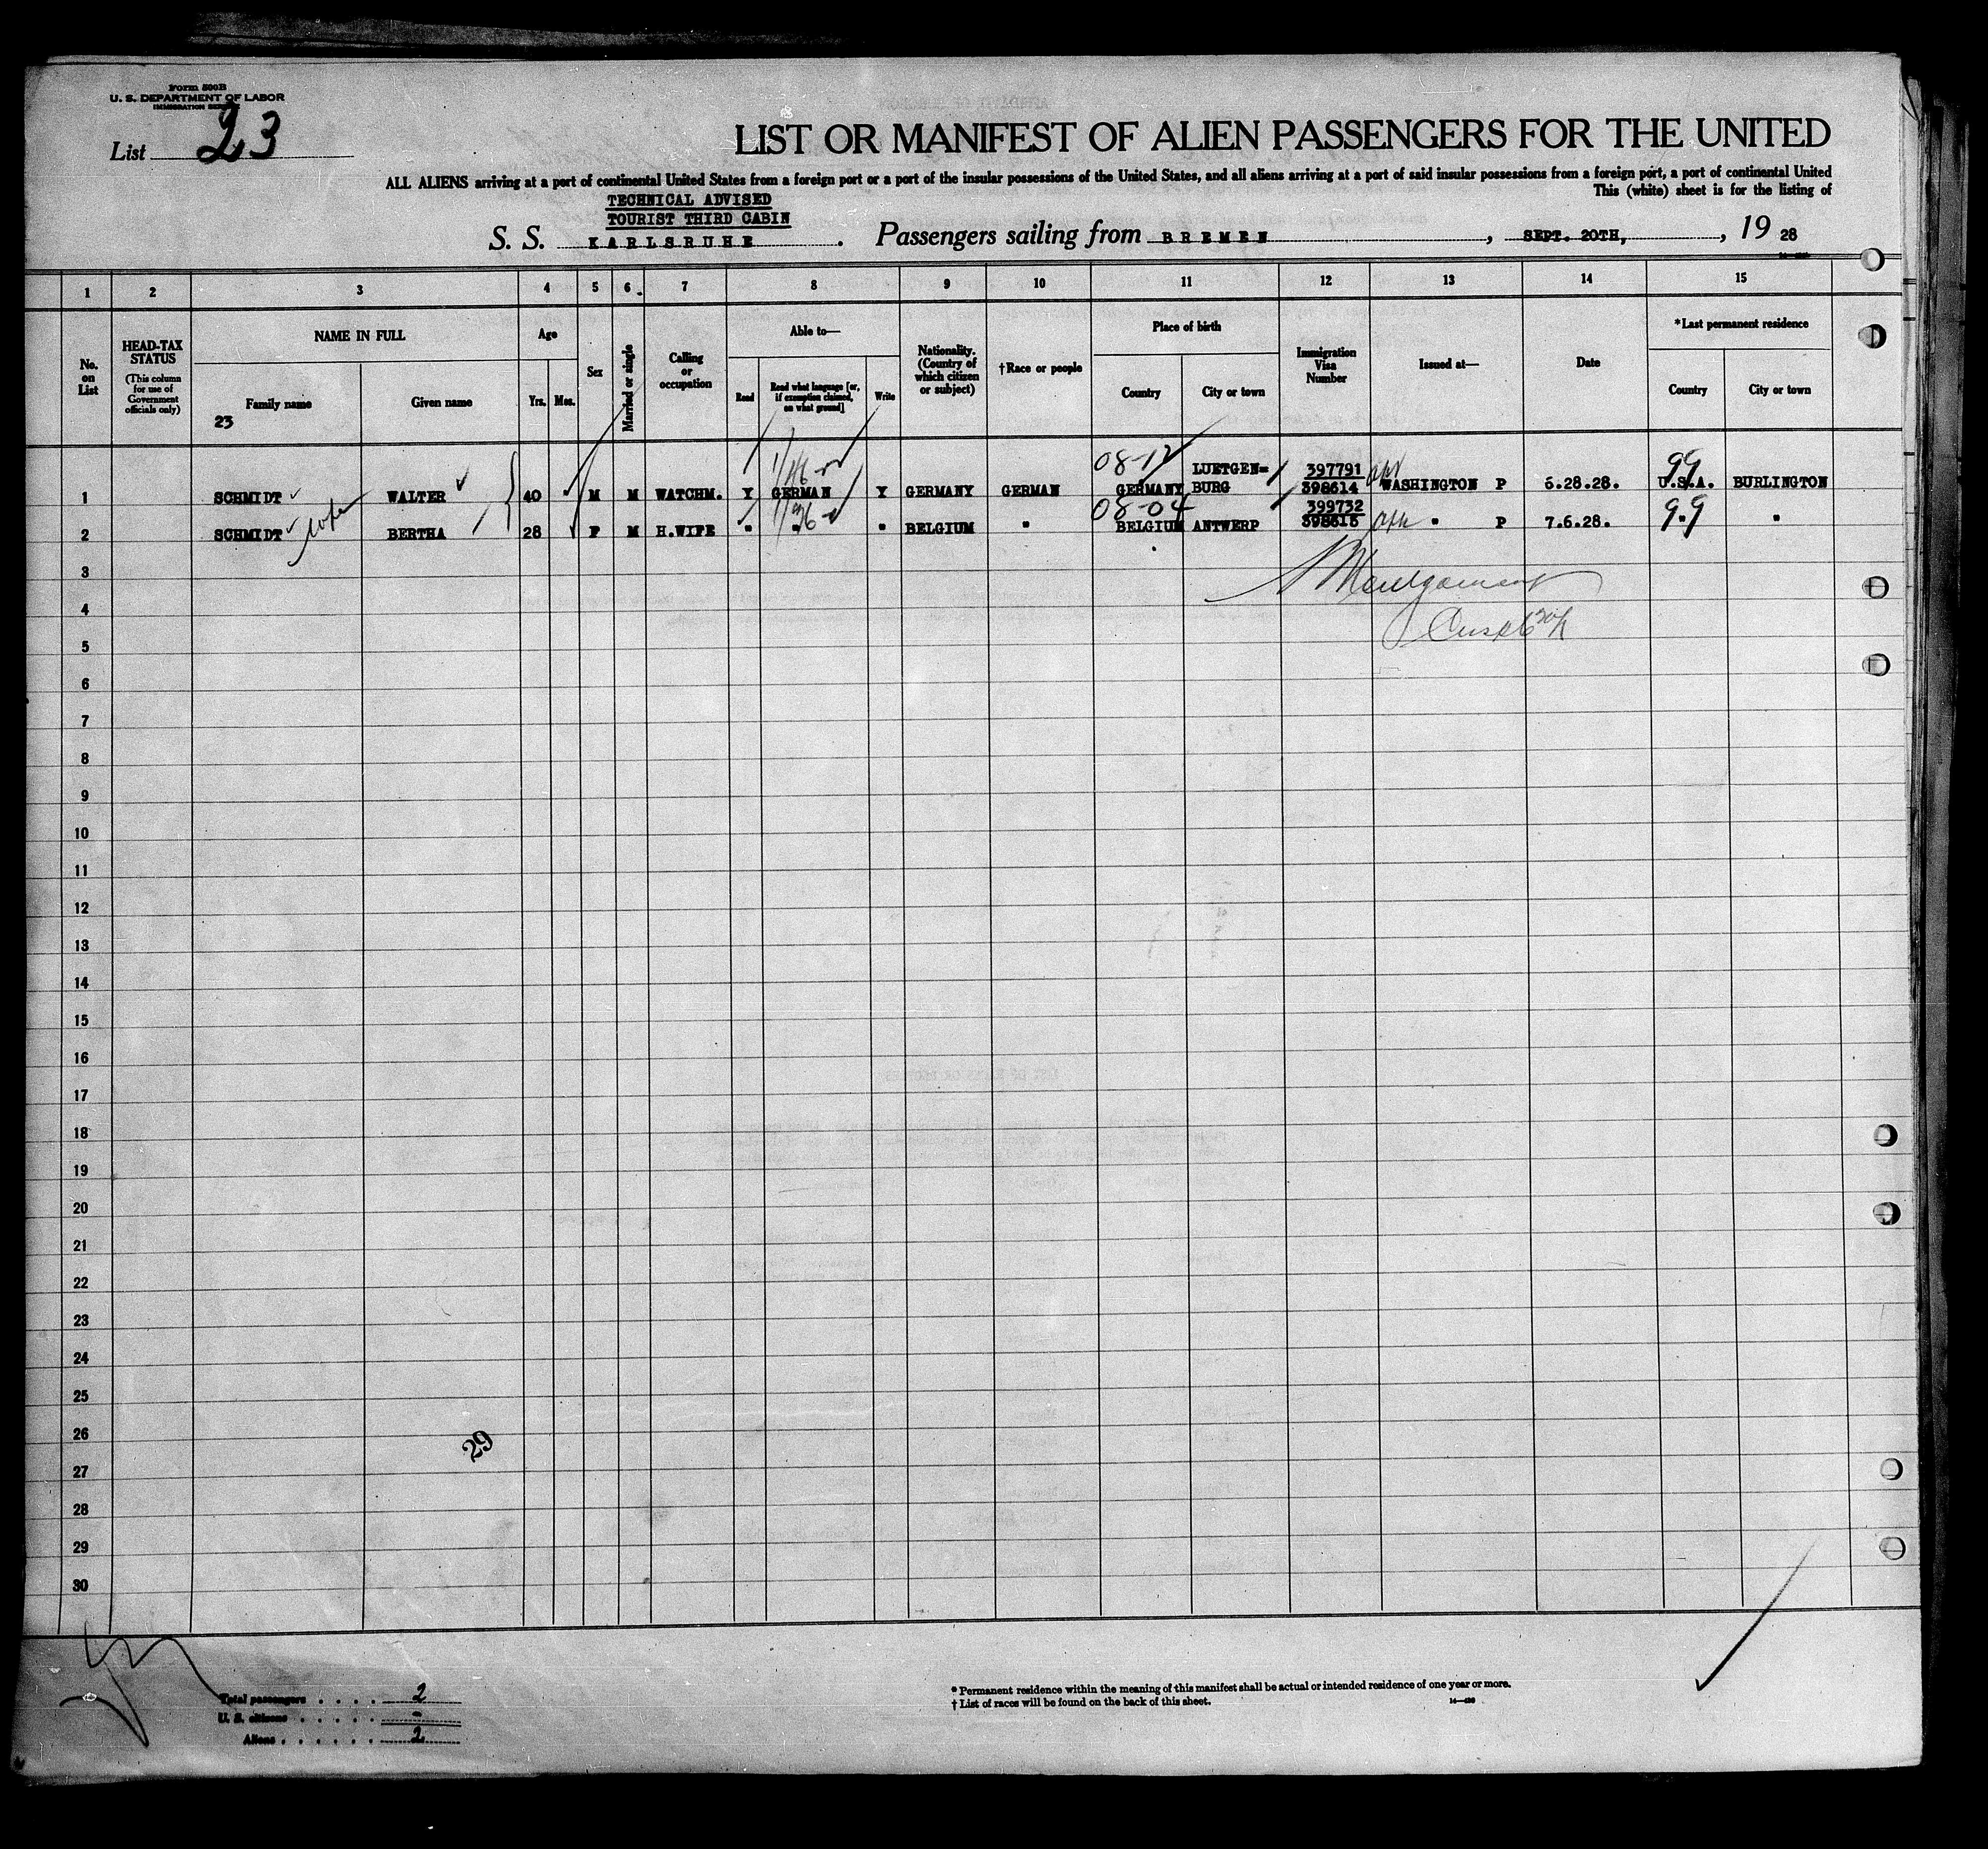 Form 500B
U. S. DEPARTMENT OF LABOR
IMMIGRATION SERVICE
List 23
LIST OR MANIFEST OF ALIEN PASSENGERS FOR THE UNITED
ALL ALIENS arriving at a port of continental United States from a foreign port or a port of the insular possessions of the United States, and all aliens arriving at a port of said insular possessions from a foreign port, a port of continental United
This (white) sheet is for the listing of
TECHNICAL ADVISED
TOURIST THIRD CABIN
S. S. KARLSRUHE. Passengers sailing from BREMEN, SEPT. 20TH, 19 28
1 2 3 4 5 6 7 8 9 10 11 12 13 14 15
No. on List
HEAD-TAX STATUS (This column for use of Government officials only)
NAME IN FULL
Family name
Given name
23
Age
Yrs. Mos.
Sex
Married or single
Calling or occupation
Able to—
Read
Read what language [or, if exemption claimed, on what ground]
Write
Nationality. (Country of which citizen or subject)
†Race or people
Place of birth
Country
City or town
Immigration Visa Number
Issued at—
Date
*Last permanent residence
Country
City or town
08-12 LUETGEN= 397791 99
1 SCHMIDT WALTER 40 M M WATCHM. Y GERMAN Y GERMANY GERMAN GERMANY BURG 398614 WASHINGTON P 6.28.28. U.S.A. BURLINGTON
wife 08-04 399732
2 SCHMIDT BERTHA 28 F M H.WIFE " " " BELGIUM " BELGIUM ANTWERP 398615 " P 7.6.28. 99 "
3
4
5
6
7
8
9
10
11
12
13
14
15
16
17
18
19
20
21
22
23
24
25
26
29
27
28
29
30
Total passengers . . . . 2
U. S. citizens . . . . . -
Aliens . . . . . . 2
* Permanent residence within the meaning of this manifest shall be actual or intended residence of one year or more.
† List of races will be found on the back of this sheet.